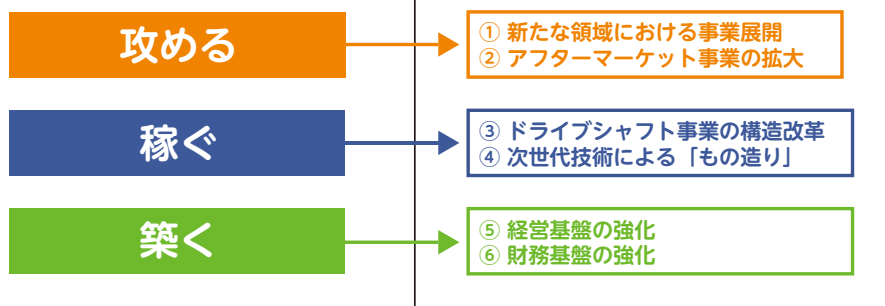 攻める
① 新たな領域における事業展開
② アフターマーケット事業の拡大
稼ぐ
③ ドライブシャフト事業の構造改革
④ 次世代技術による「もの造り」
築く
⑤ 経営基盤の強化
⑥ 財務基盤の強化